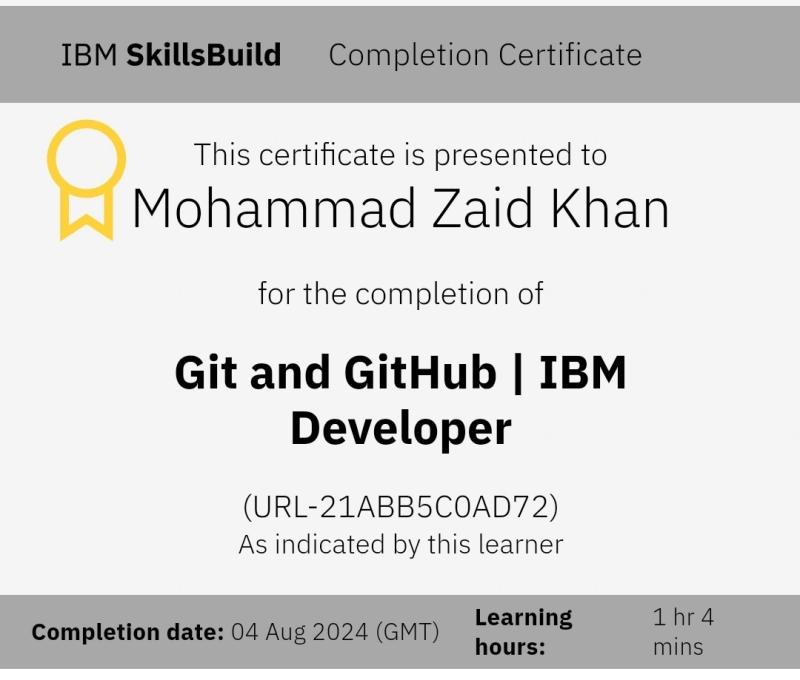 IBM SkillsBuild Completion Certificate
This certificate is presented to
Mohammad Zaid Khan
for the completion of
Git and GitHub | IBM
Developer
(URL-21ABB5C0AD72)
As indicated by this learner
Completion date: 04 Aug 2024 (GMT)
Learning
hours:
1 hr 4
mins